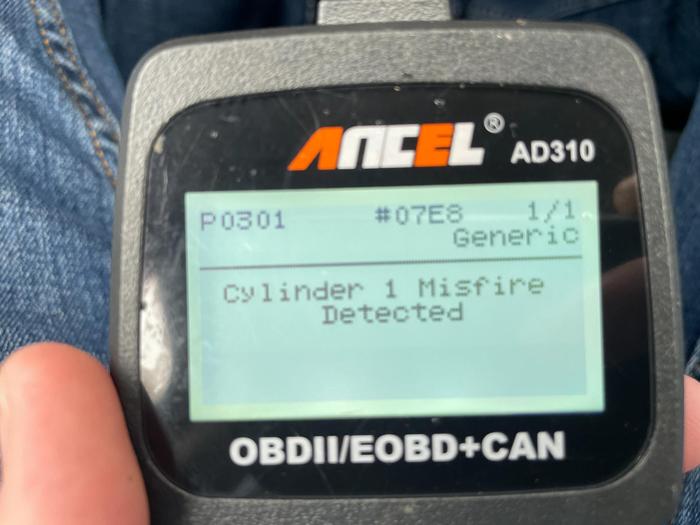 ANCEL® AD310
P0301 #07E8 1/1
Generic
Cylinder 1 Misfire
Detected
OBDII/EOBD+CAN